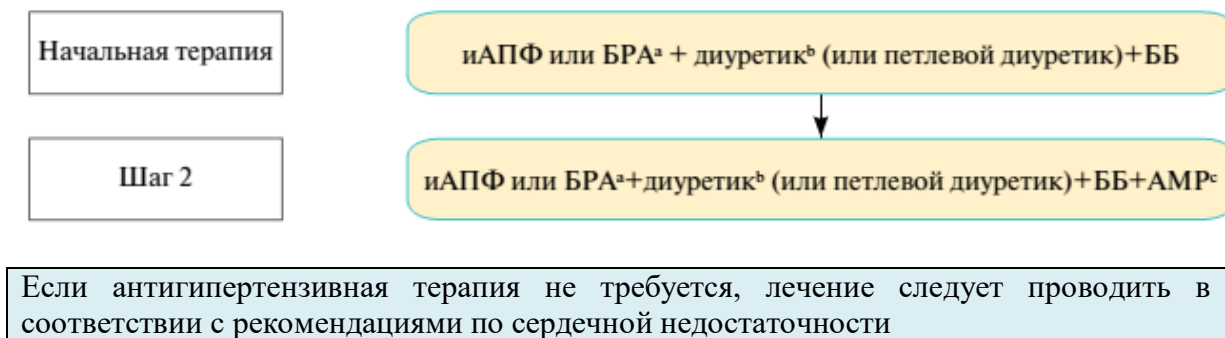 Начальная терапия
иАПФ или БРАᵃ + диуретикᵇ (или петлевой диуретик)+ББ
Шаг 2
иАПФ или БРАᵃ+диуретикᵇ (или петлевой диуретик)+ББ+АМРᶜ
Если антигипертензивная терапия не требуется, лечение следует проводить в
соответствии с рекомендациями по сердечной недостаточности